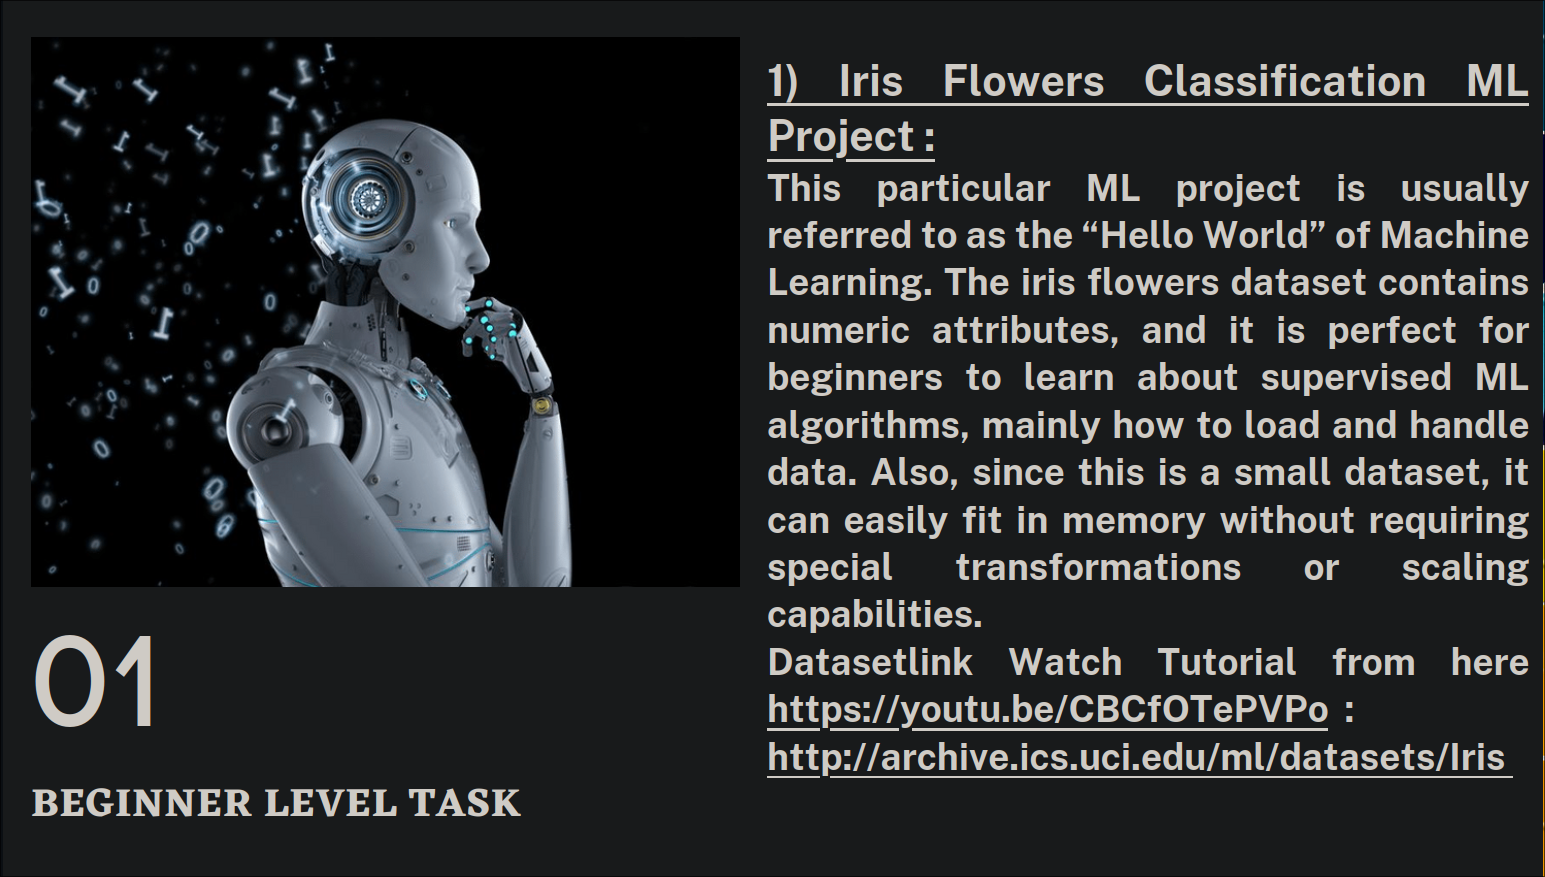 1) Iris Flowers Classification ML
Project :
This particular ML project is usually
referred to as the “Hello World” of Machine
Learning. The iris flowers dataset contains
numeric attributes, and it is perfect for
beginners to learn about supervised ML
algorithms, mainly how to load and handle
data. Also, since this is a small dataset, it
can easily fit in memory without requiring
special transformations or scaling
capabilities.
Datasetlink Watch Tutorial from here
https://youtu.be/CBCfOTePVPo :
http://archive.ics.uci.edu/ml/datasets/Iris
01
BEGINNER LEVEL TASK